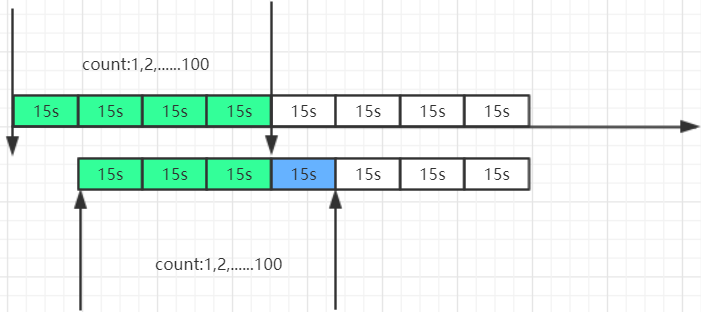 count:1,2,......100
15s 15s 15s 15s 15s 15s 15s 15s
15s 15s 15s 15s 15s 15s 15s
count:1,2,......100